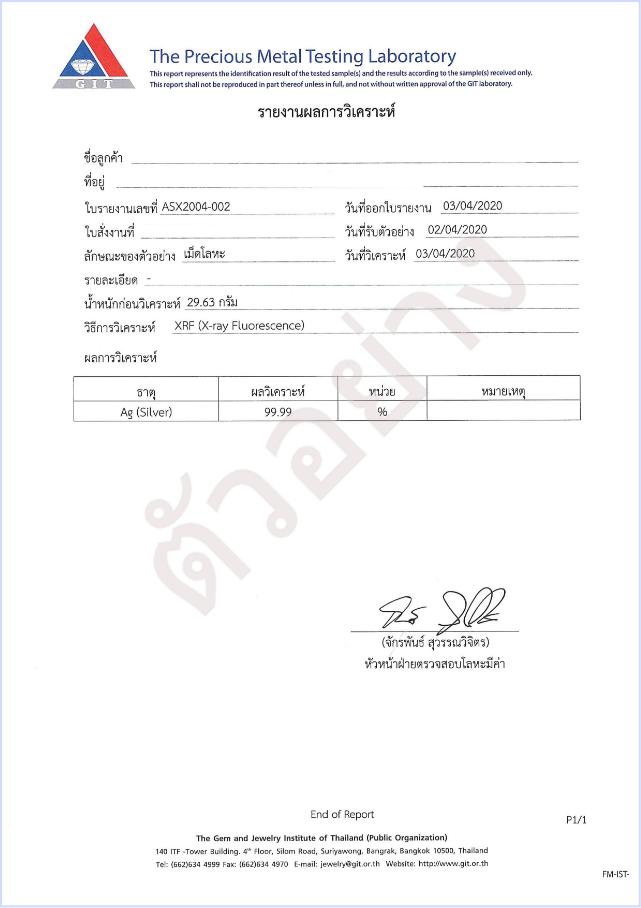 GIT
The Precious Metal Testing Laboratory
This report represents the identification result of the tested sample(s) and the results according to the sample(s) received only.
This report shall not be reproduced in part thereof unless in full, and not without written approval of the GIT laboratory.
รายงานผลการวิเคราะห์
ชื่อลูกค้า
ที่อยู่
ใบรายงานเลขที่ ASX2004-002 วันที่ออกใบรายงาน 03/04/2020
ใบสั่งงานที่ วันที่รับตัวอย่าง 02/04/2020
ลักษณะของตัวอย่าง เม็ดโลหะ วันที่วิเคราะห์ 03/04/2020
รายละเอียด -
น้ำหนักก่อนวิเคราะห์ 29.63 กรัม
วิธีการวิเคราะห์ XRF (X-ray Fluorescence)
ผลการวิเคราะห์
ธาตุ ผลวิเคราะห์ หน่วย หมายเหตุ
Ag (Silver) 99.99 %
ตัวอย่าง
(จักรพันธ์ สุวรรณวิจิตร)
หัวหน้าฝ่ายตรวจสอบโลหะมีค่า
End of Report
P1/1
The Gem and Jewelry Institute of Thailand (Public Organization)
140 ITF -Tower Building. 4th Floor, Silom Road, Suriyawong, Bangrak, Bangkok 10500, Thailand
Tel: (662)634 4999 Fax: (662)634 4970 E-mail: jewelry@git.or.th Website: http://www.git.or.th
FM-IST-